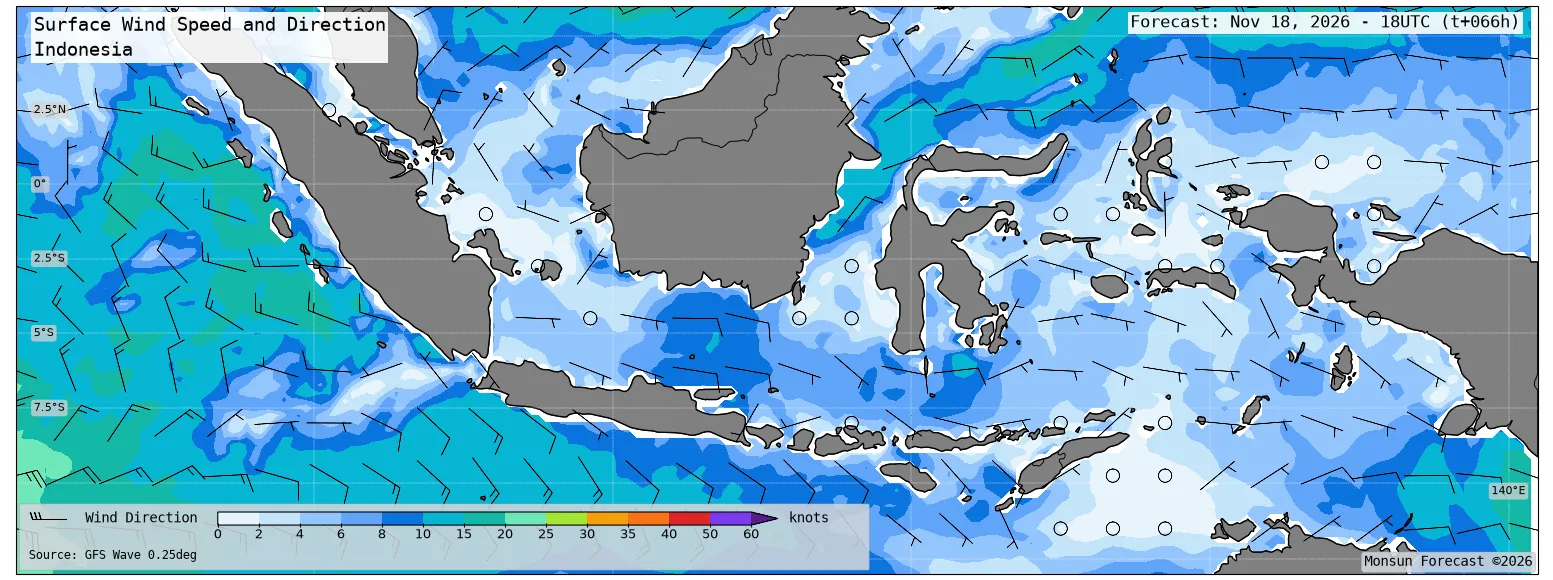 Surface Wind Speed and Direction
Indonesia
Forecast: Nov 18, 2026 - 18UTC (t+066h)
2.5°N
0°
2.5°S
5°S
7.5°S
140°E
Wind Direction
0 2 4 6 8 10 15 20 25 30 35 40 50 60
knots
Source: GFS Wave 0.25deg
Monsun Forecast ©2026